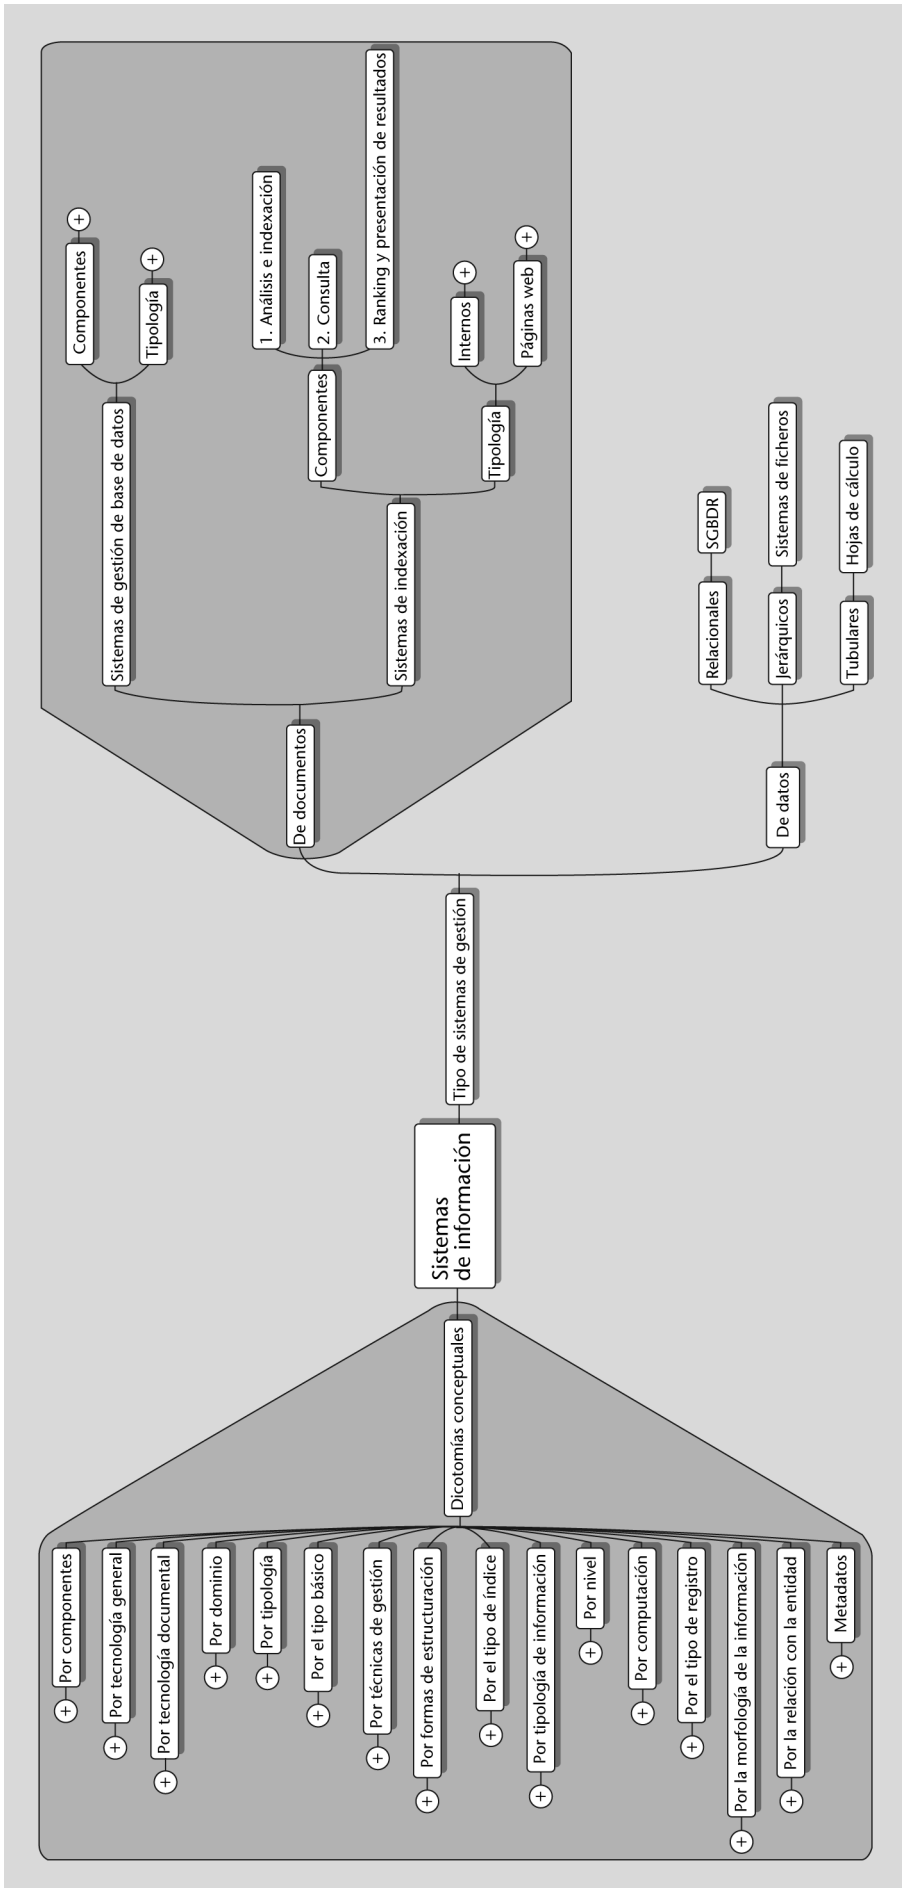 Sistemas
de información
Dicotomías conceptuales
Por componentes
+
Por tecnología general
+
Por tecnología documental
+
Por dominio
+
Por tipología
+
Por el tipo básico
+
Por técnicas de gestión
+
Por formas de estructuración
+
Por el tipo de índice
+
Por tipología de información
+
Por nivel
+
Por computación
+
Por el tipo de registro
+
Por la morfología de la información
+
Por la relación con la entidad
+
Metadatos
+
Tipo de sistemas de gestión
De documentos
Sistemas de gestión de base de datos
Componentes
+
Tipología
+
Sistemas de indexación
Componentes
1. Análisis e indexación
2. Consulta
3. Ranking y presentación de resultados
Tipología
Internos
+
Páginas web
+
De datos
Relacionales
SGBDR
Jerárquicos
Sistemas de ficheros
Tubulares
Hojas de cálculo